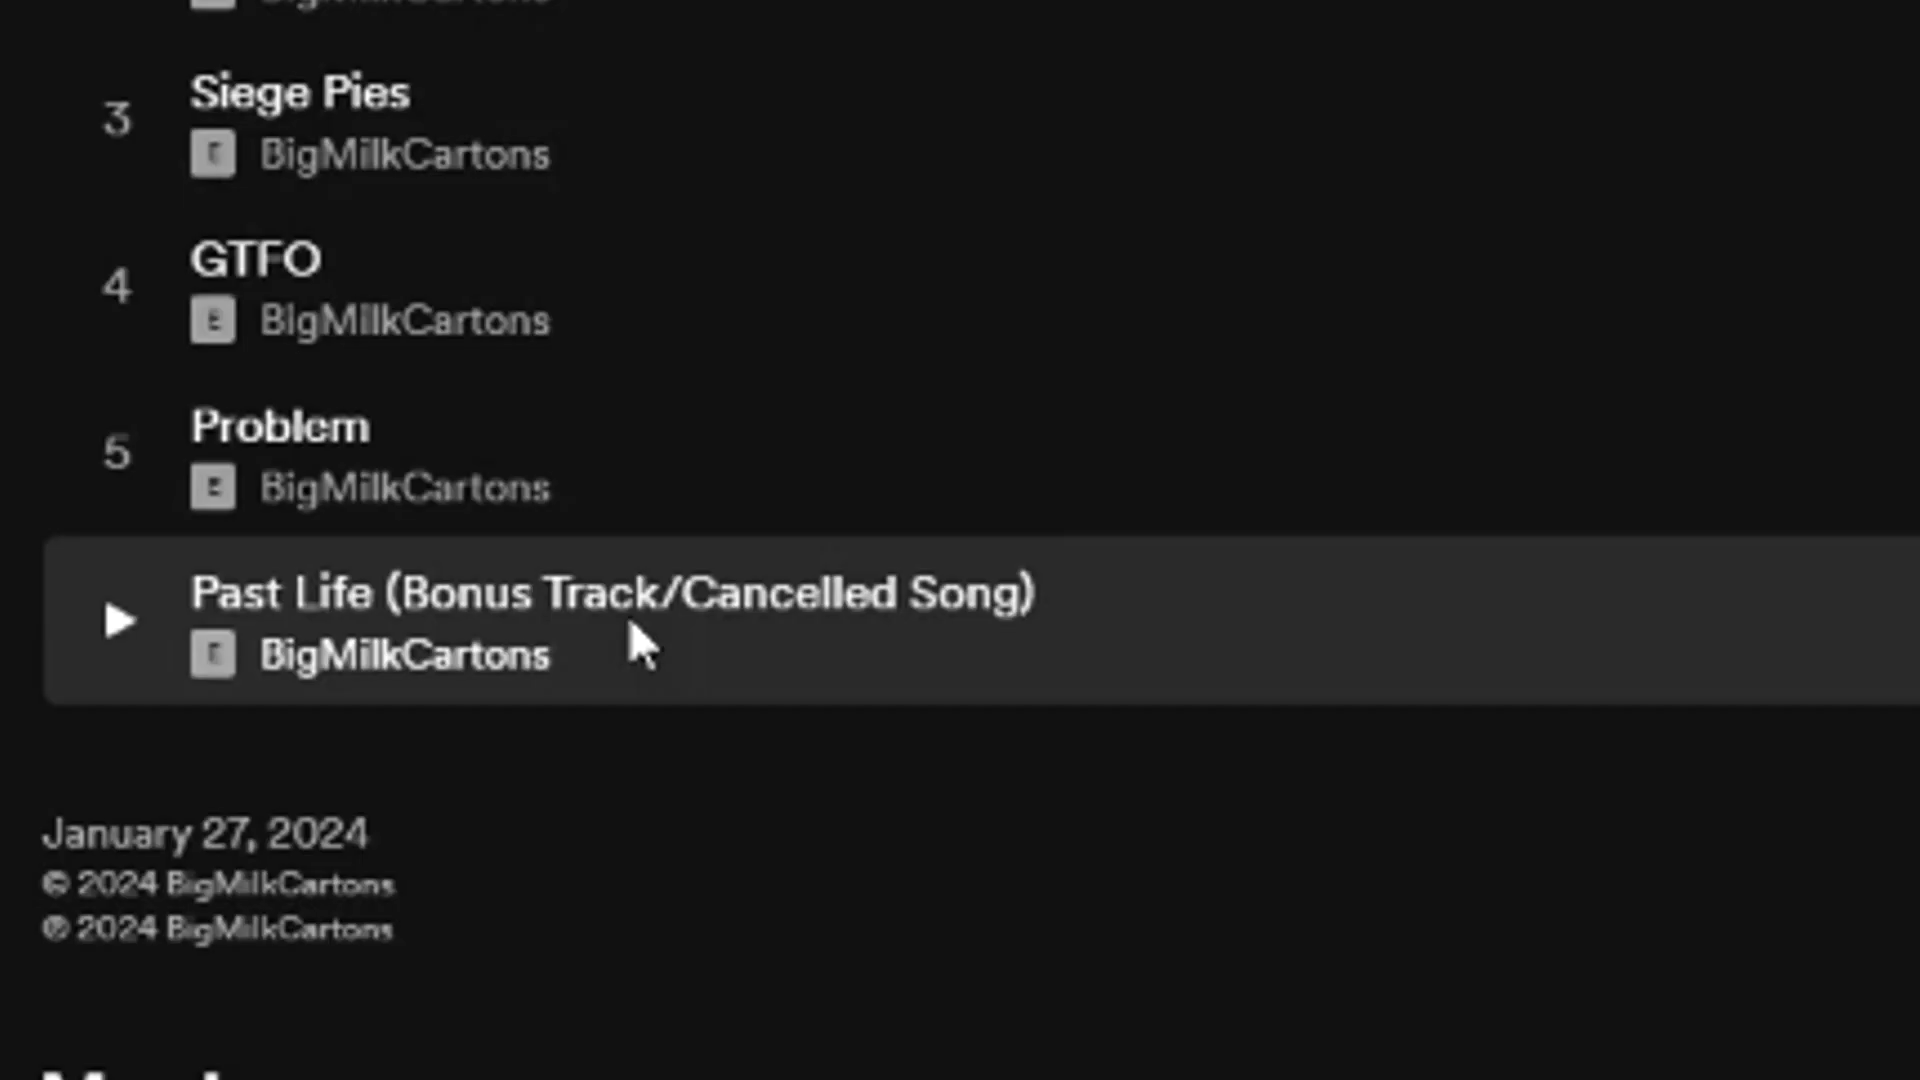 BigMilkCartons
3
Siege Pies
E BigMilkCartons
4
GTFO
E BigMilkCartons
5
Problem
E BigMilkCartons
Past Life (Bonus Track/Cancelled Song)
E BigMilkCartons
January 27, 2024
© 2024 BigMilkCartons
℗ 2024 BigMilkCartons